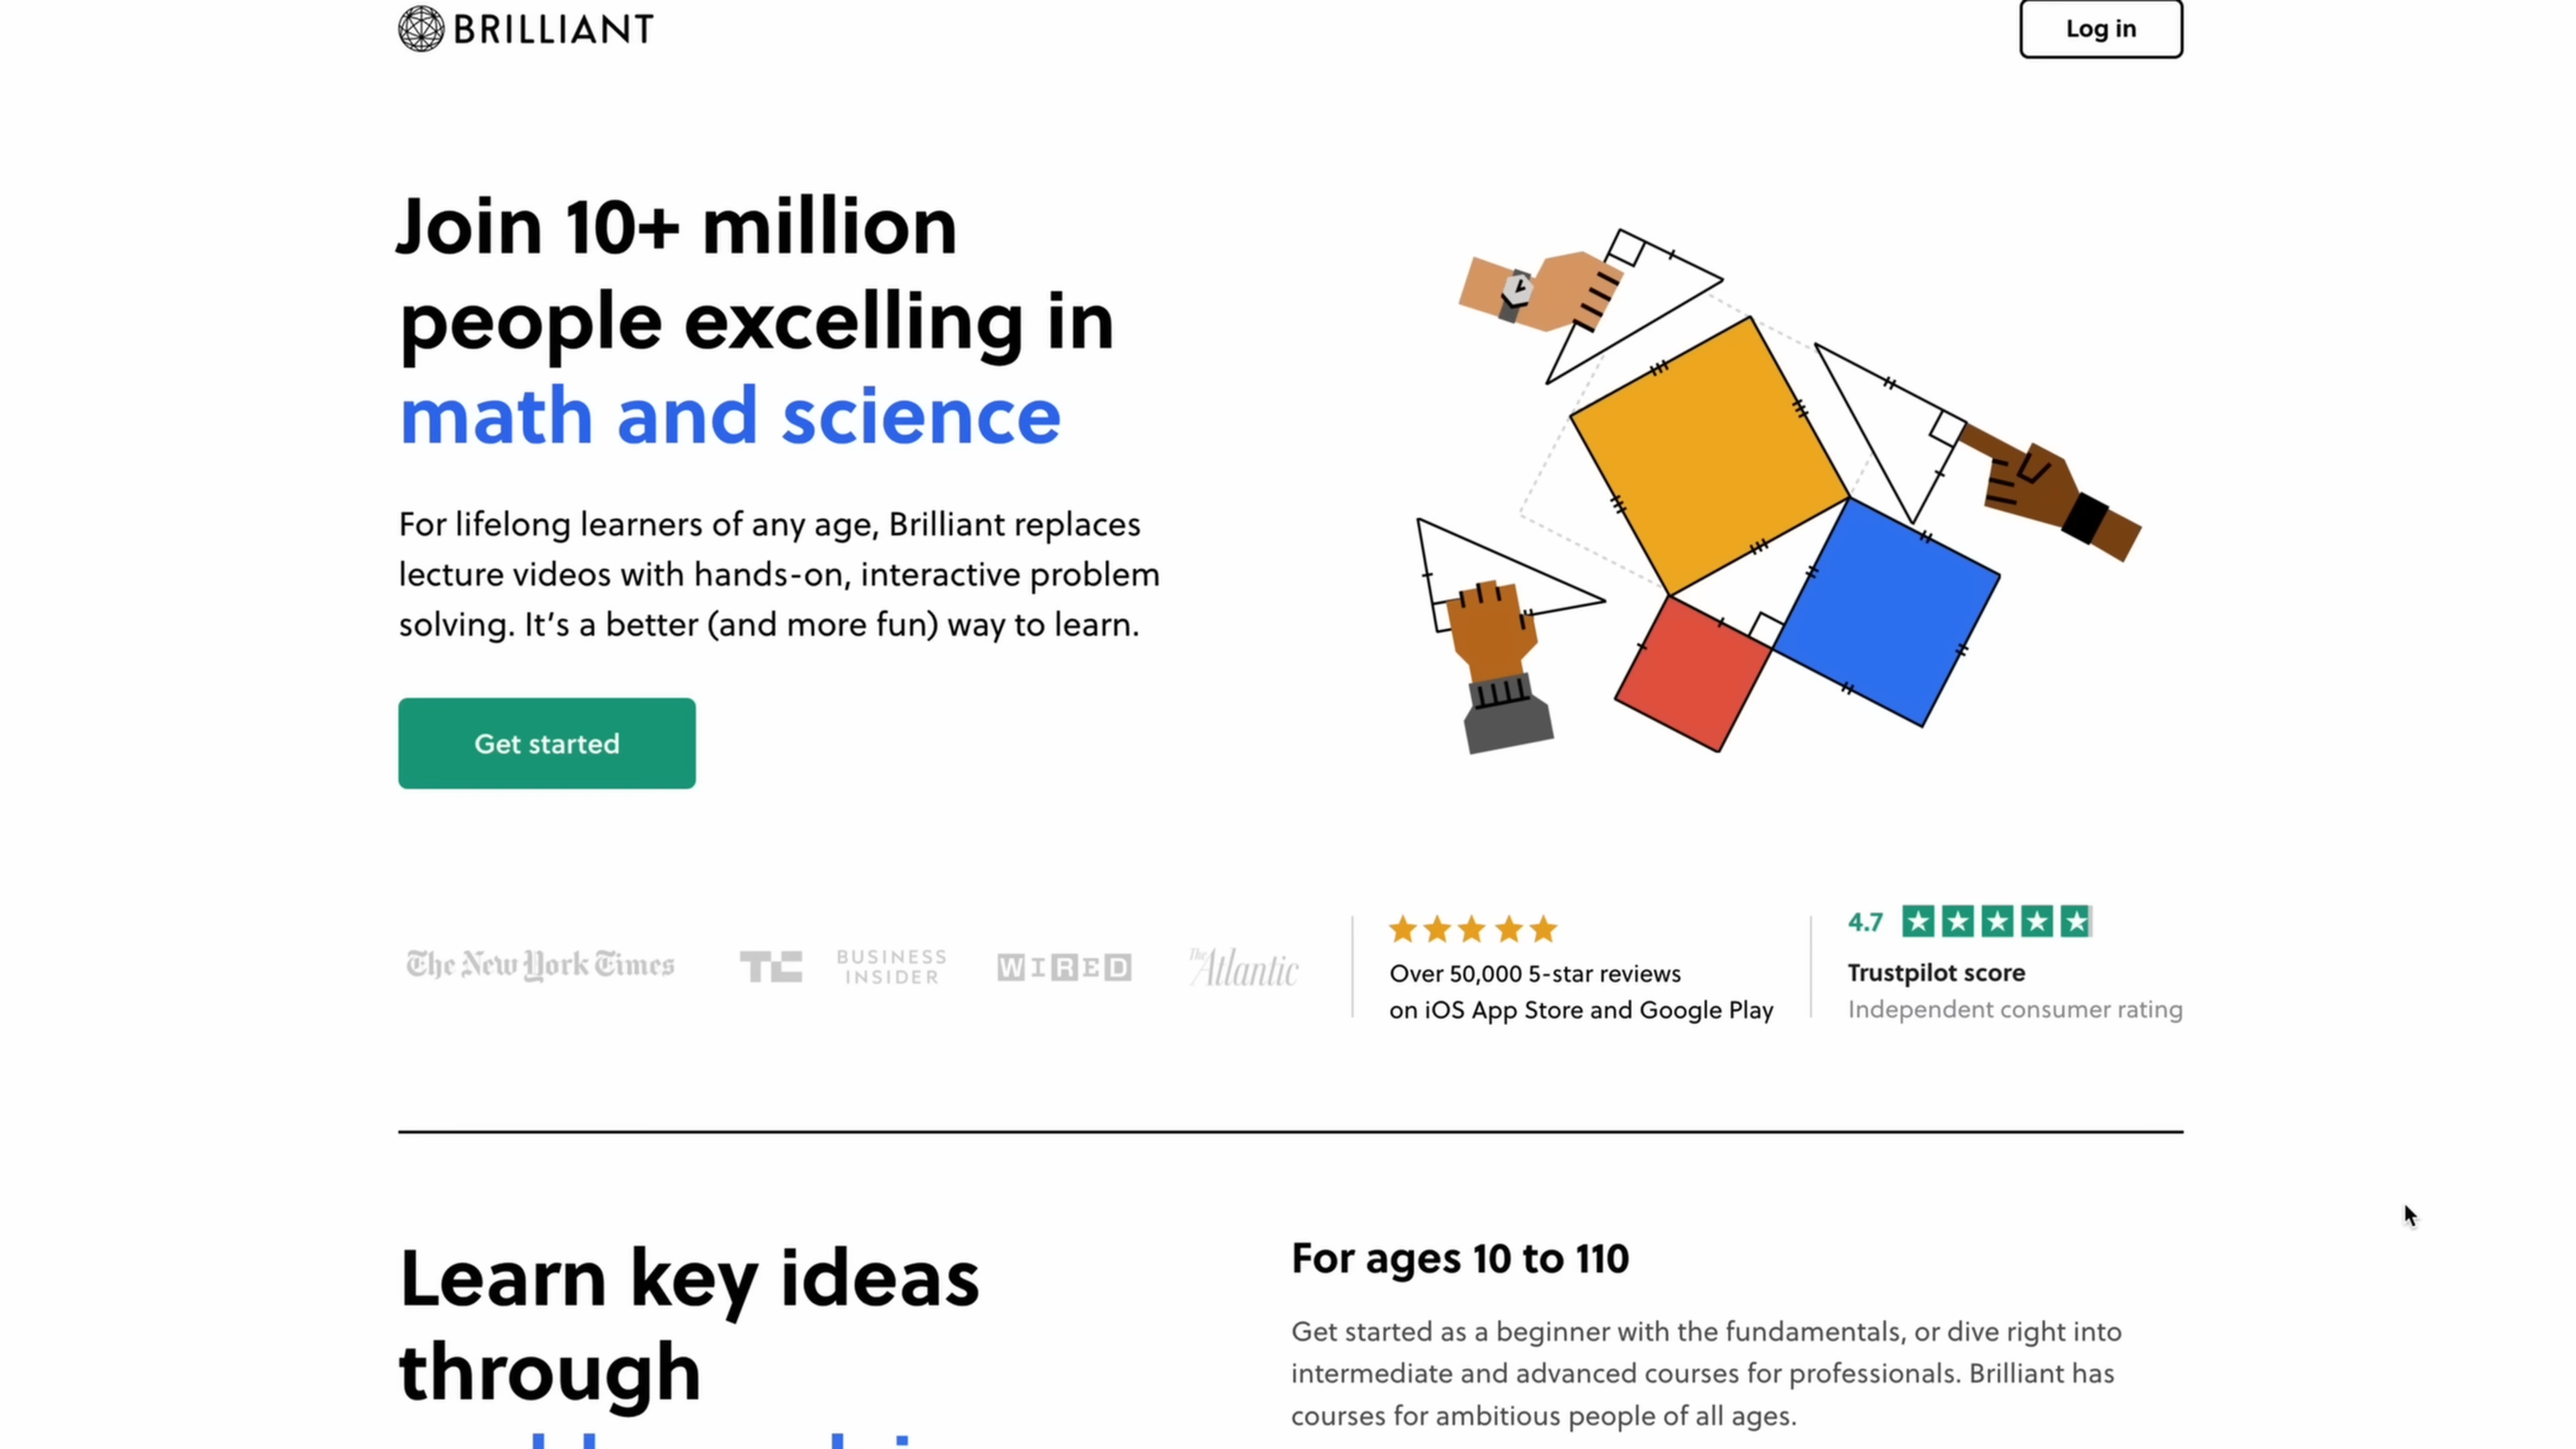 BRILLIANT
Log in
Join 10+ million
people excelling in
math and science
For lifelong learners of any age, Brilliant replaces
lecture videos with hands-on, interactive problem
solving. It’s a better (and more fun) way to learn.
Get started
The New York Times
TC
BUSINESS
INSIDER
WIRED
The Atlantic
Over 50,000 5-star reviews
on iOS App Store and Google Play
4.7
Trustpilot score
Independent consumer rating
Learn key ideas
through
For ages 10 to 110
Get started as a beginner with the fundamentals, or dive right into
intermediate and advanced courses for professionals. Brilliant has
courses for ambitious people of all ages.